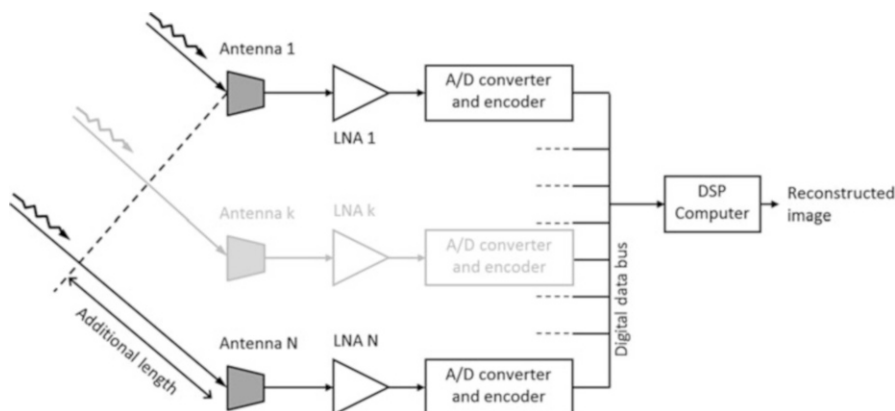 Antenna 1
A/D converter
and encoder
LNA 1
DSP
Computer
Reconstructed
image
Antenna k
LNA k
A/D converter
and encoder
Digital data bus
Additional length
Antenna N
LNA N
A/D converter
and encoder